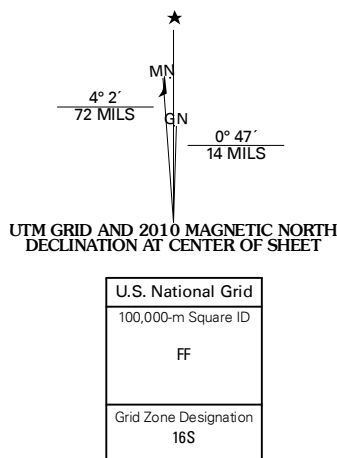 ★
MN
4° 2´
72 MILS
GN
0° 47´
14 MILS
UTM GRID AND 2010 MAGNETIC NORTH
DECLINATION AT CENTER OF SHEET
U.S. National Grid
100,000-m Square ID
FF
Grid Zone Designation
16S